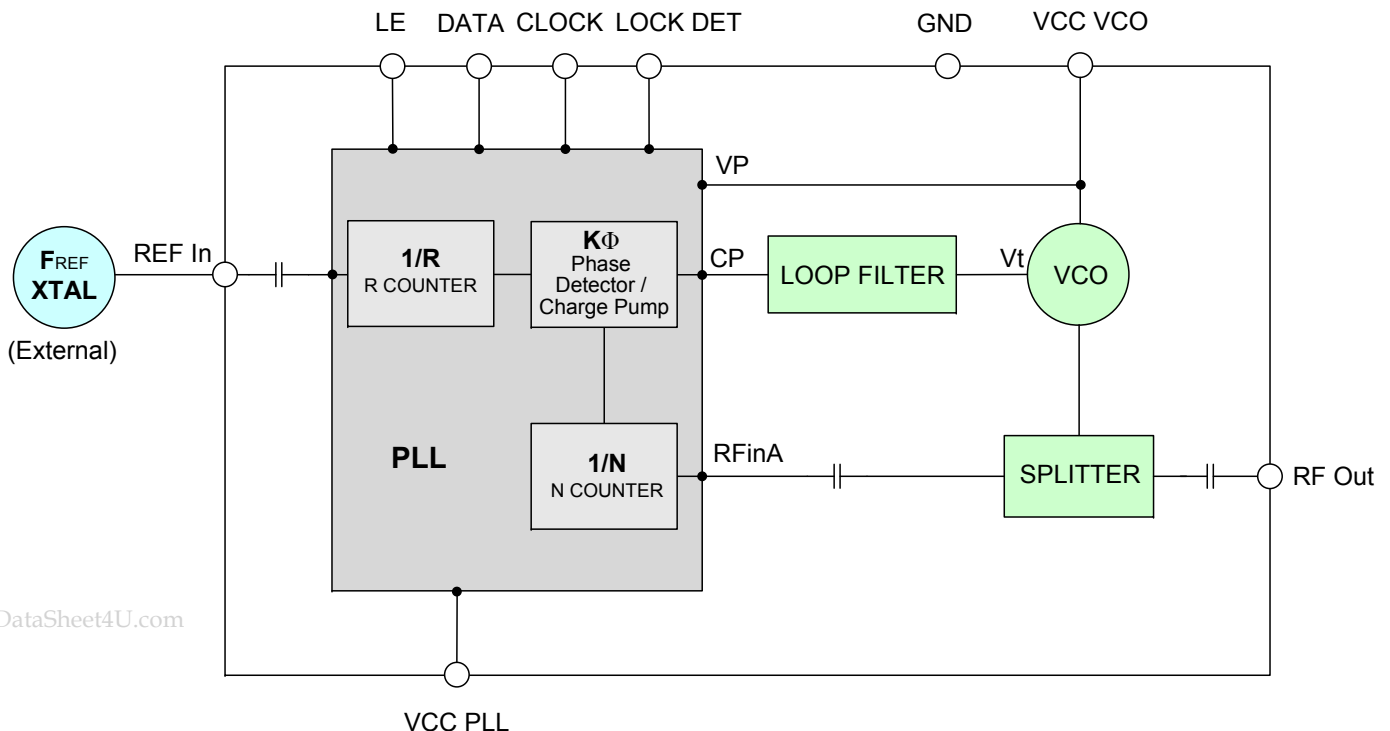 LE DATA CLOCK LOCK DET GND VCC VCO
VP
FREF
XTAL
(External)
REF In
1/R
R COUNTER
KΦ
Phase
Detector /
Charge Pump
CP
LOOP FILTER
Vt
VCO
PLL
1/N
N COUNTER
RFinA
SPLITTER
RF Out
DataSheet4U.com
VCC PLL